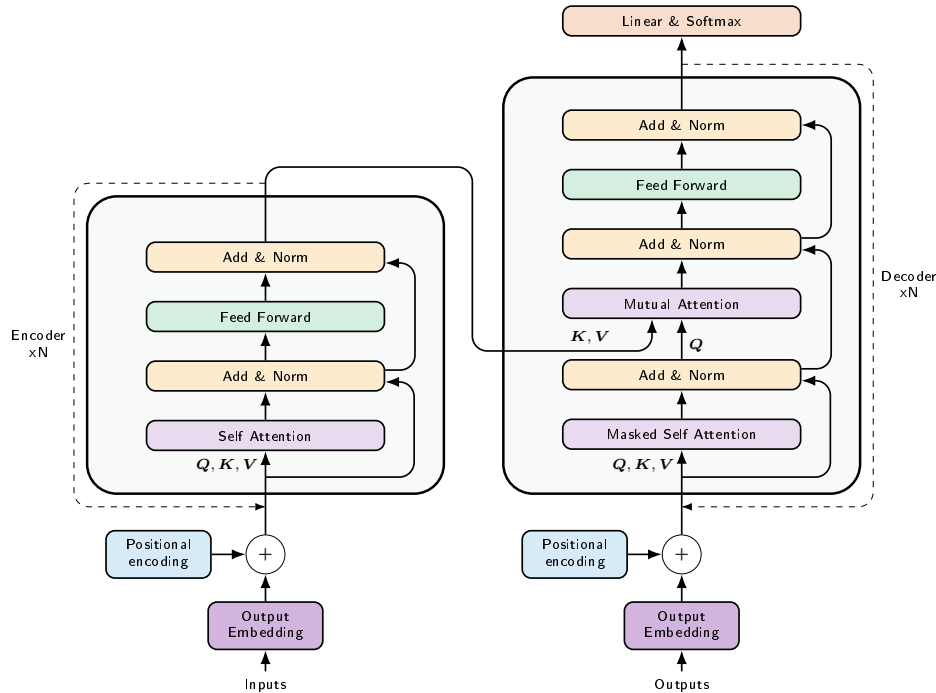 Encoder
xN
Add & Norm
Feed Forward
Add & Norm
Self Attention
Q, K, V
Positional
encoding
+
Output
Embedding
Inputs
Linear & Softmax
Add & Norm
Feed Forward
Add & Norm
Mutual Attention
K, V
Q
Add & Norm
Masked Self Attention
Q, K, V
Decoder
xN
Positional
encoding
+
Output
Embedding
Outputs